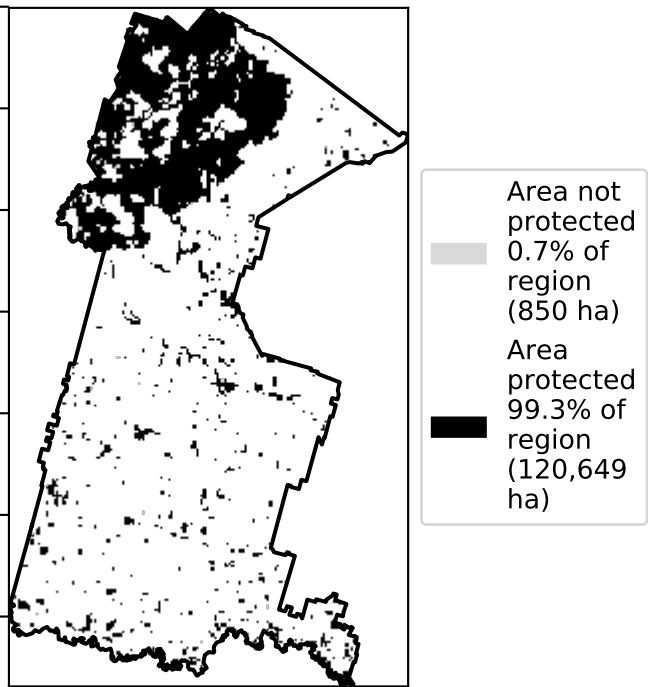 Area not
protected
0.7% of
region
(850 ha)
Area
protected
99.3% of
region
(120,649
ha)